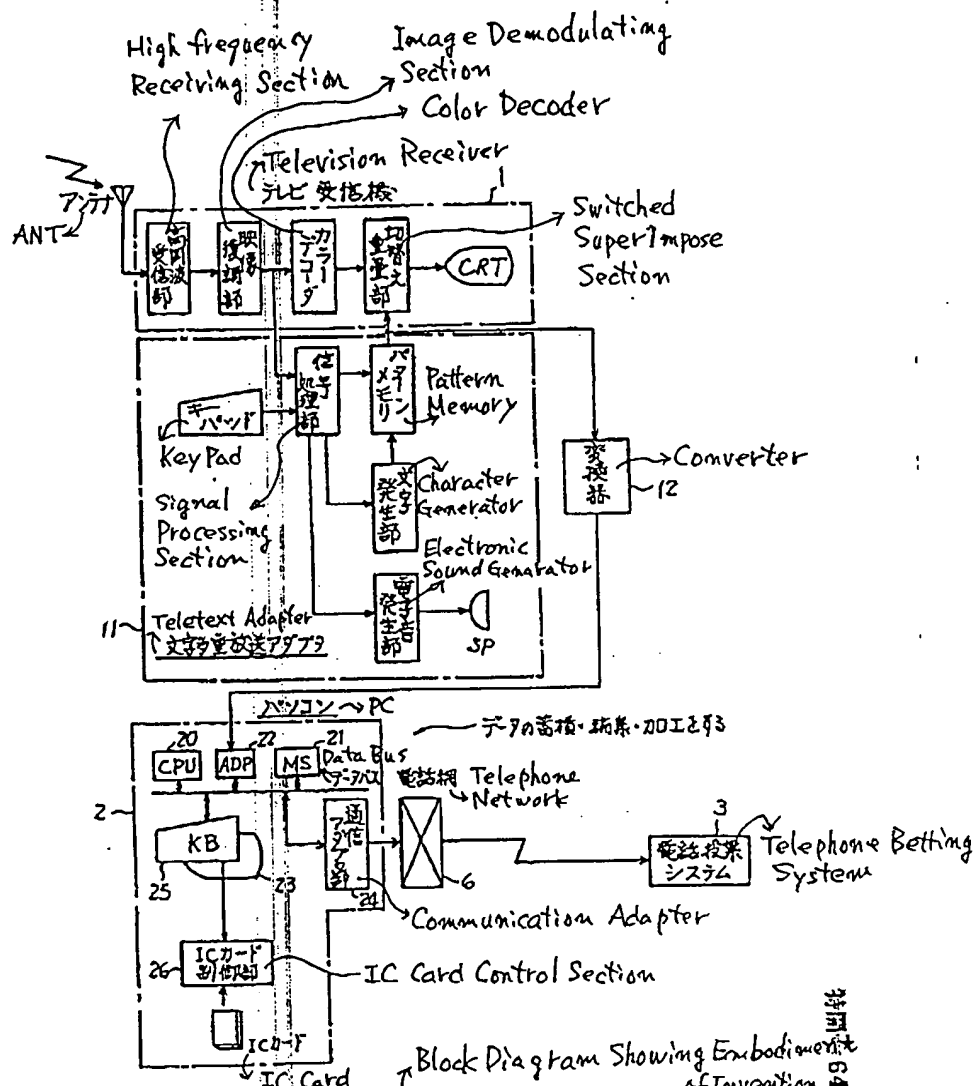 High frequency
Receiving Section
Image Demodulating
Section
Color Decoder
Television Receiver
テレビ受信機
1
アンテナ
ANT
高周波
受信部
映像
復調部
カラー
デコーダ
切替え
重畳部
CRT
Switched
SuperImpose
Section
信号
処理部
パターン
メモリ
Pattern
Memory
キー
パッド
Key Pad
Signal
Processing
Section
文字
発生部
Character
Generator
変換器
Converter
12
Electronic
Sound Genarator
電子音
発生部
SP
11
Teletext Adapter
文字多重放送アダプタ
パソコン
PC
データの蓄積・編集・加工をする
20
22
21
CPU
ADP
MS
Data Bus
データバス
電話網
Telephone
Network
2
KB
25
23
通信
アダプタ部
24
6
3
電話投票
システム
Telephone Betting
System
Communication Adapter
ICカード
制御部
26
IC Card Control Section
ICカード
IC Card
Block Diagram Showing Embodiment
of Invention
特開
64